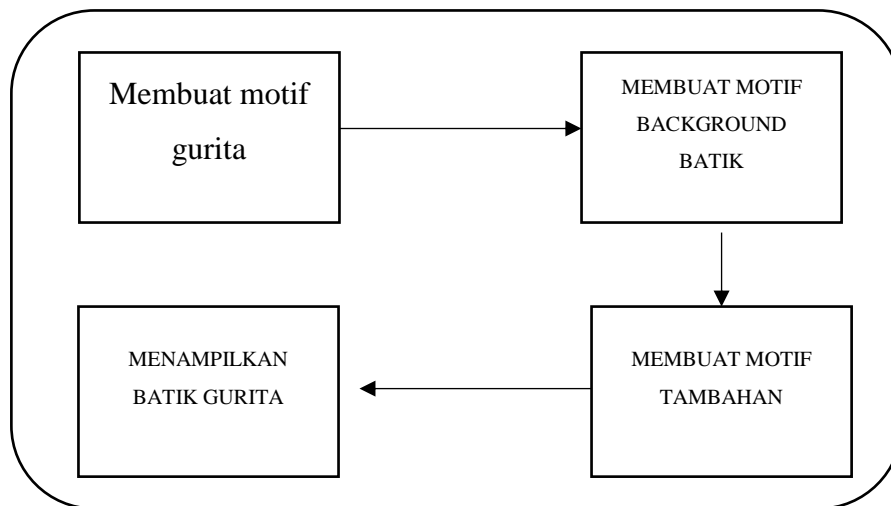 Membuat motif
gurita
MEMBUAT MOTIF
BACKGROUND
BATIK
MEMBUAT MOTIF
TAMBAHAN
MENAMPILKAN
BATIK GURITA